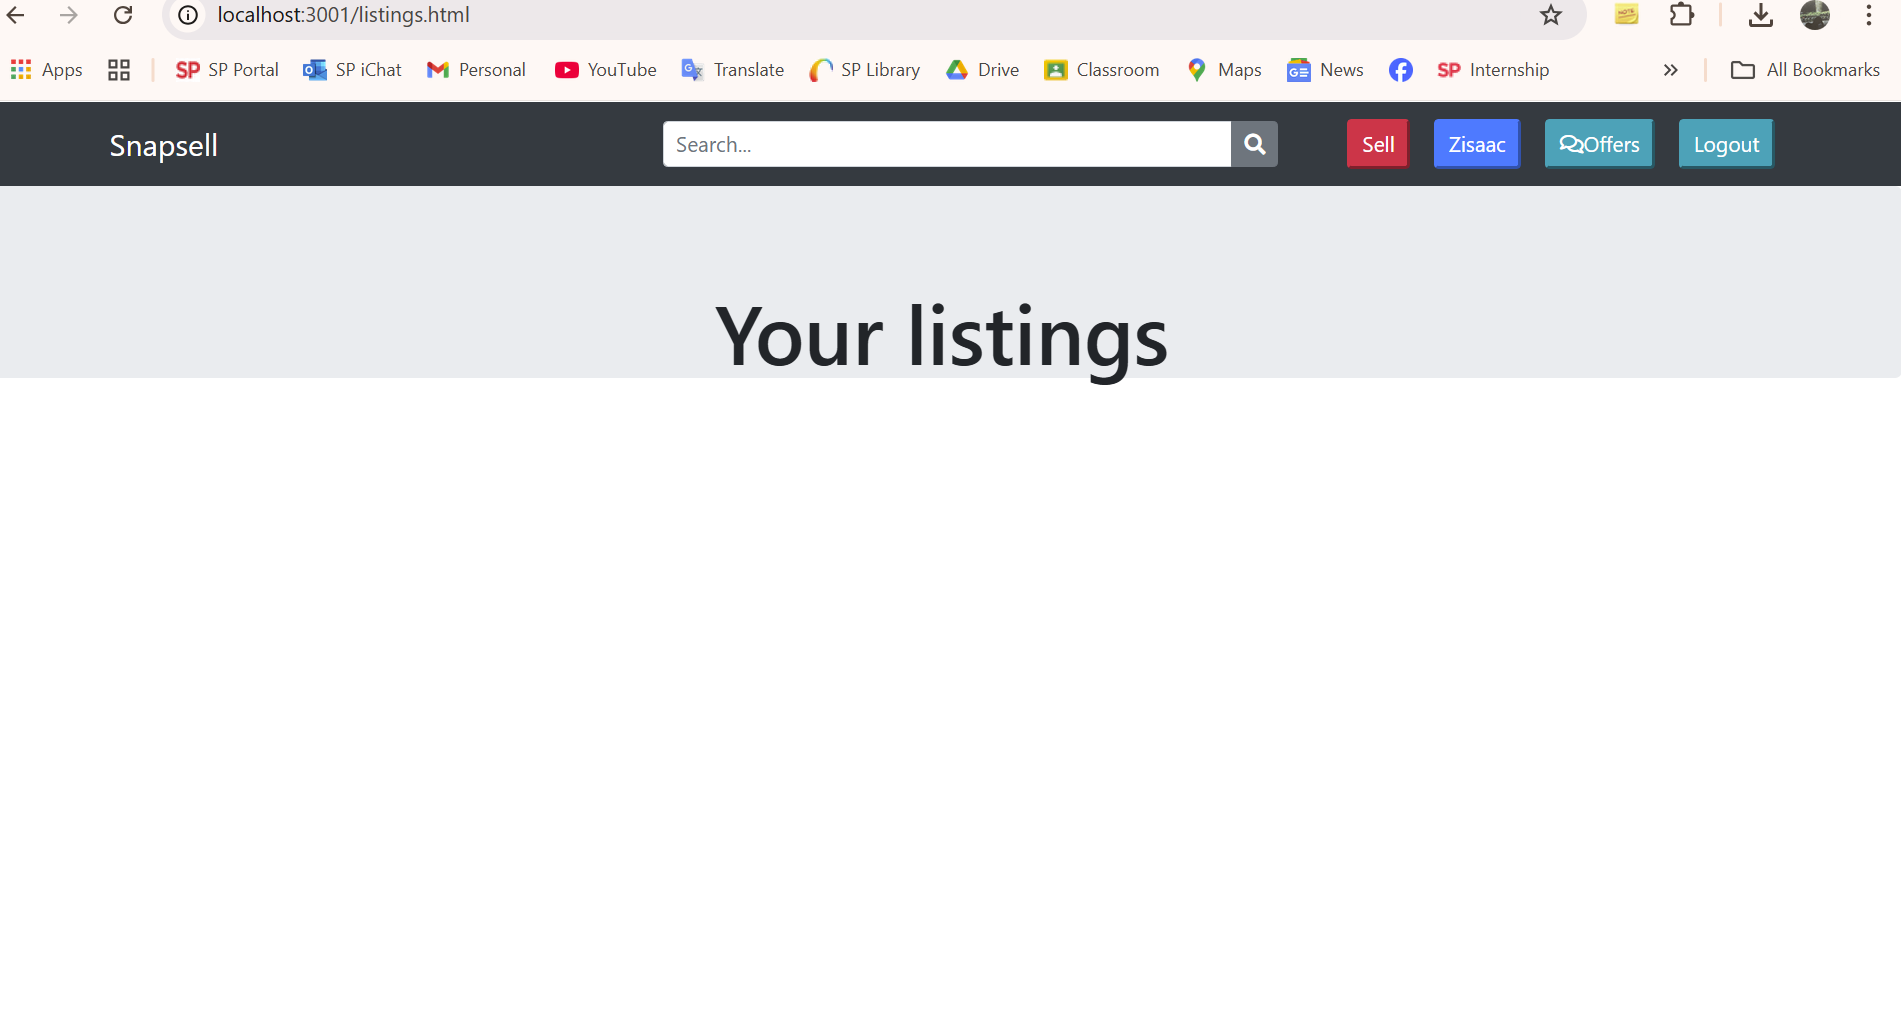 localhost:3001/listings.html
Apps SP SP Portal SP iChat Personal YouTube Translate SP Library Drive Classroom Maps News SP Internship » All Bookmarks
Snapsell Search... Sell Zisaac Offers Logout
Your listings